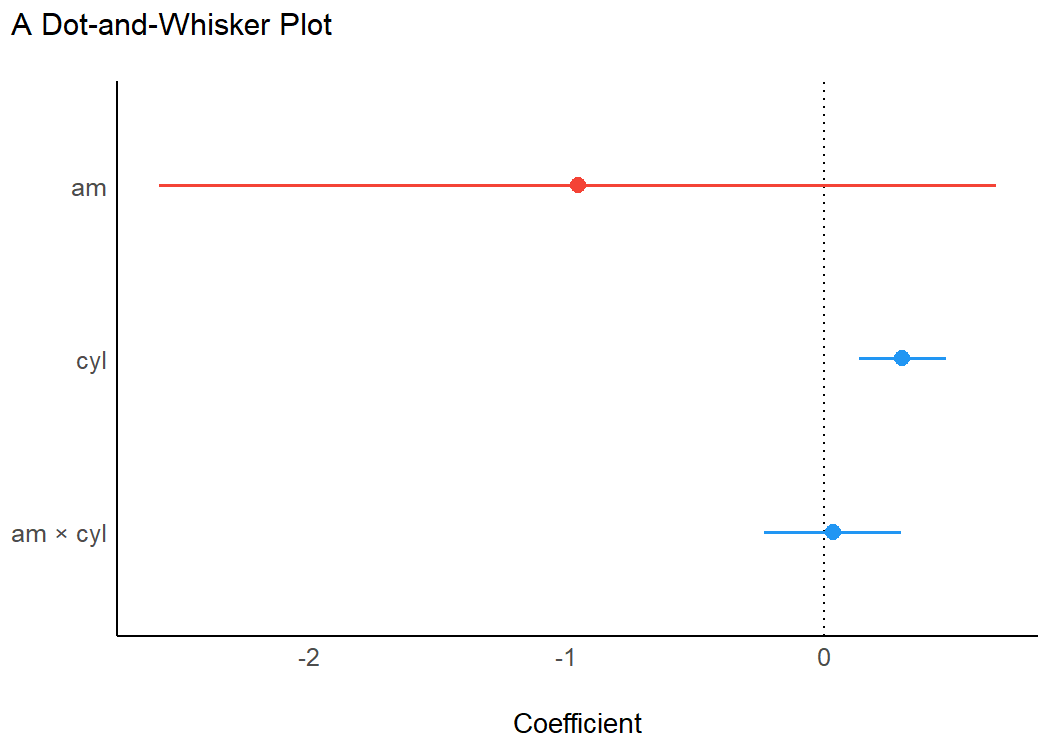 A Dot-and-Whisker Plot
am
cyl
am × cyl
-2 -1 0
Coefficient